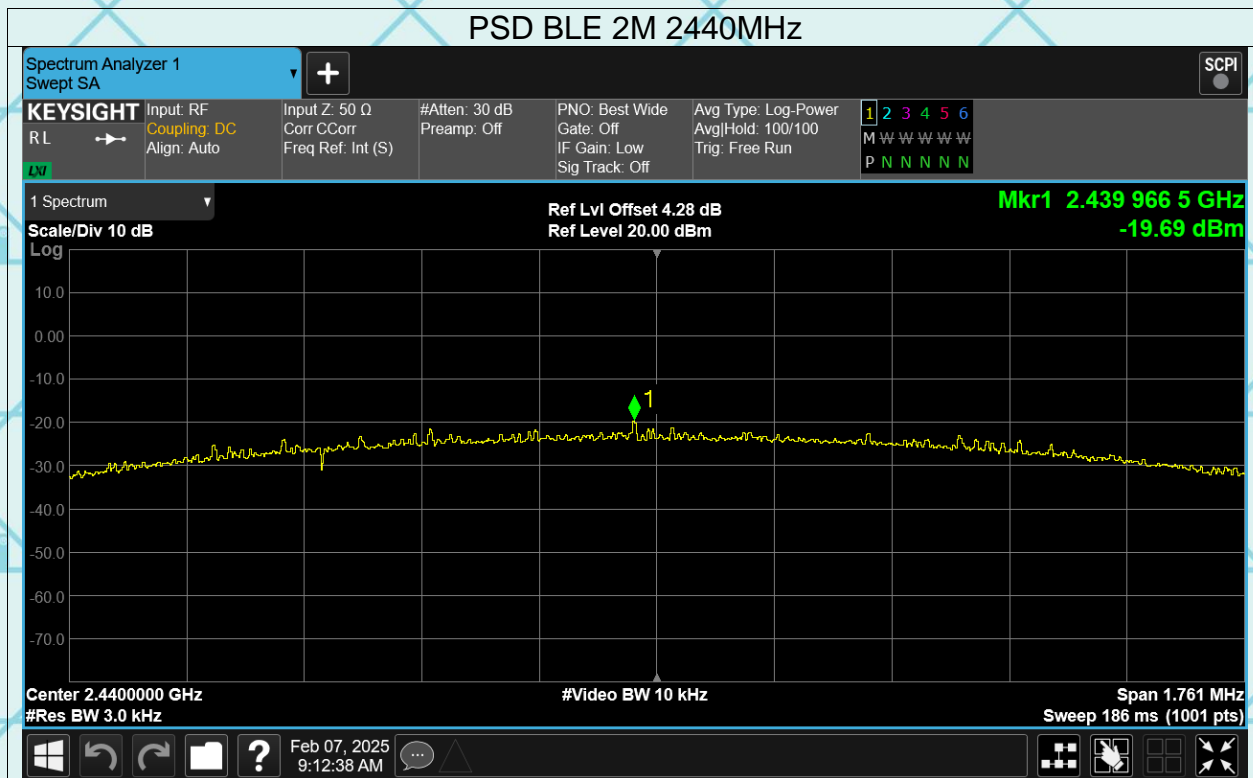 PSD BLE 2M 2440MHz
Spectrum Analyzer 1
Swept SA
SCPI
KEYSIGHT
RL
LXI
Input: RF
Coupling: DC
Align: Auto
Input Z: 50 Ω
Corr CCorr
Freq Ref: Int (S)
#Atten: 30 dB
Preamp: Off
PNO: Best Wide
Gate: Off
IF Gain: Low
Sig Track: Off
Avg Type: Log-Power
Avg|Hold: 100/100
Trig: Free Run
1 2 3 4 5 6
M W W W W W
P N N N N N
1 Spectrum
Scale/Div 10 dB
Log
Ref Lvl Offset 4.28 dB
Ref Level 20.00 dBm
Mkr1 2.439 966 5 GHz
-19.69 dBm
10.0
0.00
-10.0
1
-20.0
-30.0
-40.0
-50.0
-60.0
-70.0
Center 2.4400000 GHz
#Res BW 3.0 kHz
#Video BW 10 kHz
Span 1.761 MHz
Sweep 186 ms (1001 pts)
?
Feb 07, 2025
9:12:38 AM